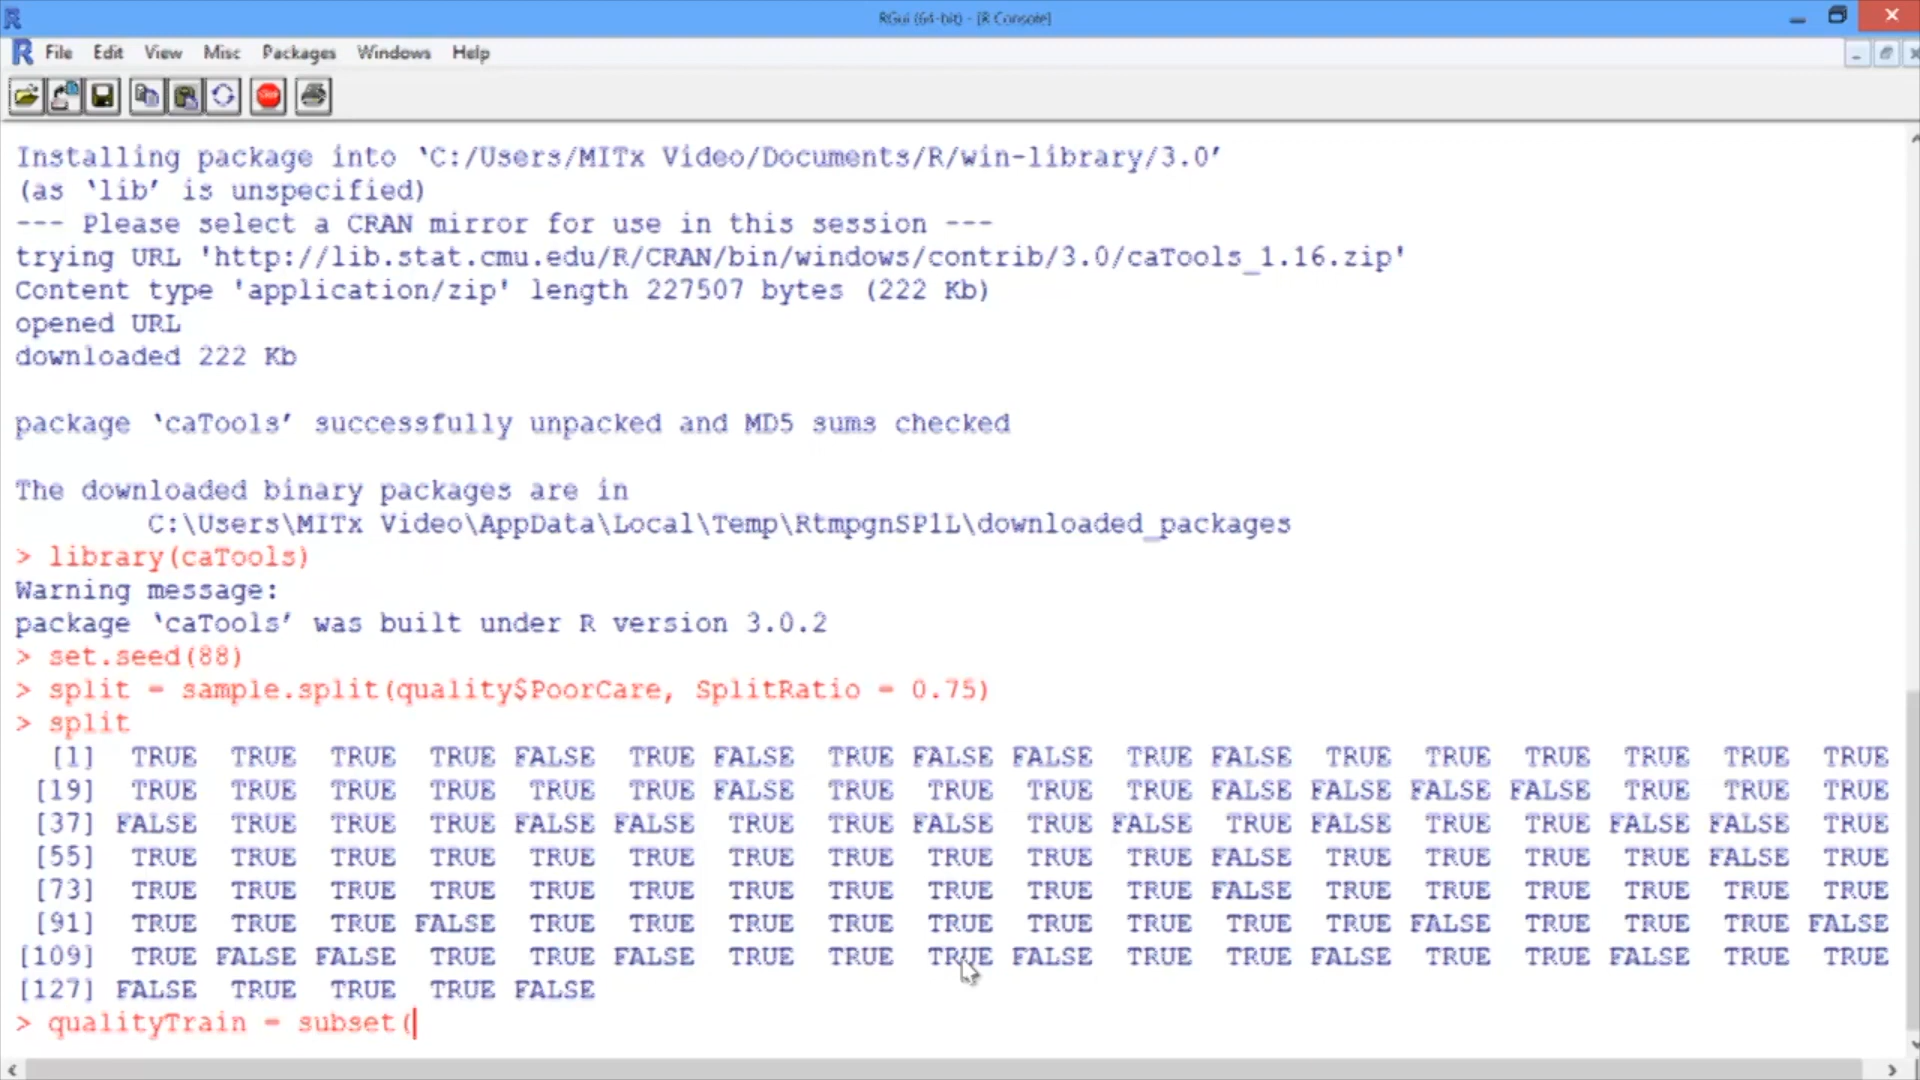 RGui (64-bit) - [R Console]
File Edit View Misc Packages Windows Help
Installing package into ‘C:/Users/MITx Video/Documents/R/win-library/3.0’
(as ‘lib’ is unspecified)
--- Please select a CRAN mirror for use in this session ---
trying URL 'http://lib.stat.cmu.edu/R/CRAN/bin/windows/contrib/3.0/caTools_1.16.zip'
Content type 'application/zip' length 227507 bytes (222 Kb)
opened URL
downloaded 222 Kb
package ‘caTools’ successfully unpacked and MD5 sums checked
The downloaded binary packages are in
C:\Users\MITx Video\AppData\Local\Temp\RtmpgnSP1L\downloaded_packages
> library(caTools)
Warning message:
package ‘caTools’ was built under R version 3.0.2
> set.seed(88)
> split = sample.split(quality$PoorCare, SplitRatio = 0.75)
> split
[1] TRUE TRUE TRUE TRUE FALSE TRUE FALSE TRUE FALSE FALSE TRUE FALSE TRUE TRUE TRUE TRUE TRUE TRUE
[19] TRUE TRUE TRUE TRUE TRUE TRUE FALSE TRUE TRUE TRUE TRUE FALSE FALSE FALSE FALSE TRUE TRUE TRUE
[37] FALSE TRUE TRUE TRUE FALSE FALSE TRUE TRUE FALSE TRUE FALSE TRUE FALSE TRUE TRUE FALSE FALSE TRUE
[55] TRUE TRUE TRUE TRUE TRUE TRUE TRUE TRUE TRUE TRUE TRUE FALSE TRUE TRUE TRUE TRUE FALSE TRUE
[73] TRUE TRUE TRUE TRUE TRUE TRUE TRUE TRUE TRUE TRUE TRUE FALSE TRUE TRUE TRUE TRUE TRUE TRUE
[91] TRUE TRUE TRUE FALSE TRUE TRUE TRUE TRUE TRUE TRUE TRUE TRUE TRUE FALSE TRUE TRUE TRUE FALSE
[109] TRUE FALSE FALSE TRUE TRUE FALSE TRUE TRUE TRUE FALSE TRUE TRUE FALSE TRUE TRUE FALSE TRUE TRUE
[127] FALSE TRUE TRUE TRUE FALSE
> qualityTrain = subset(